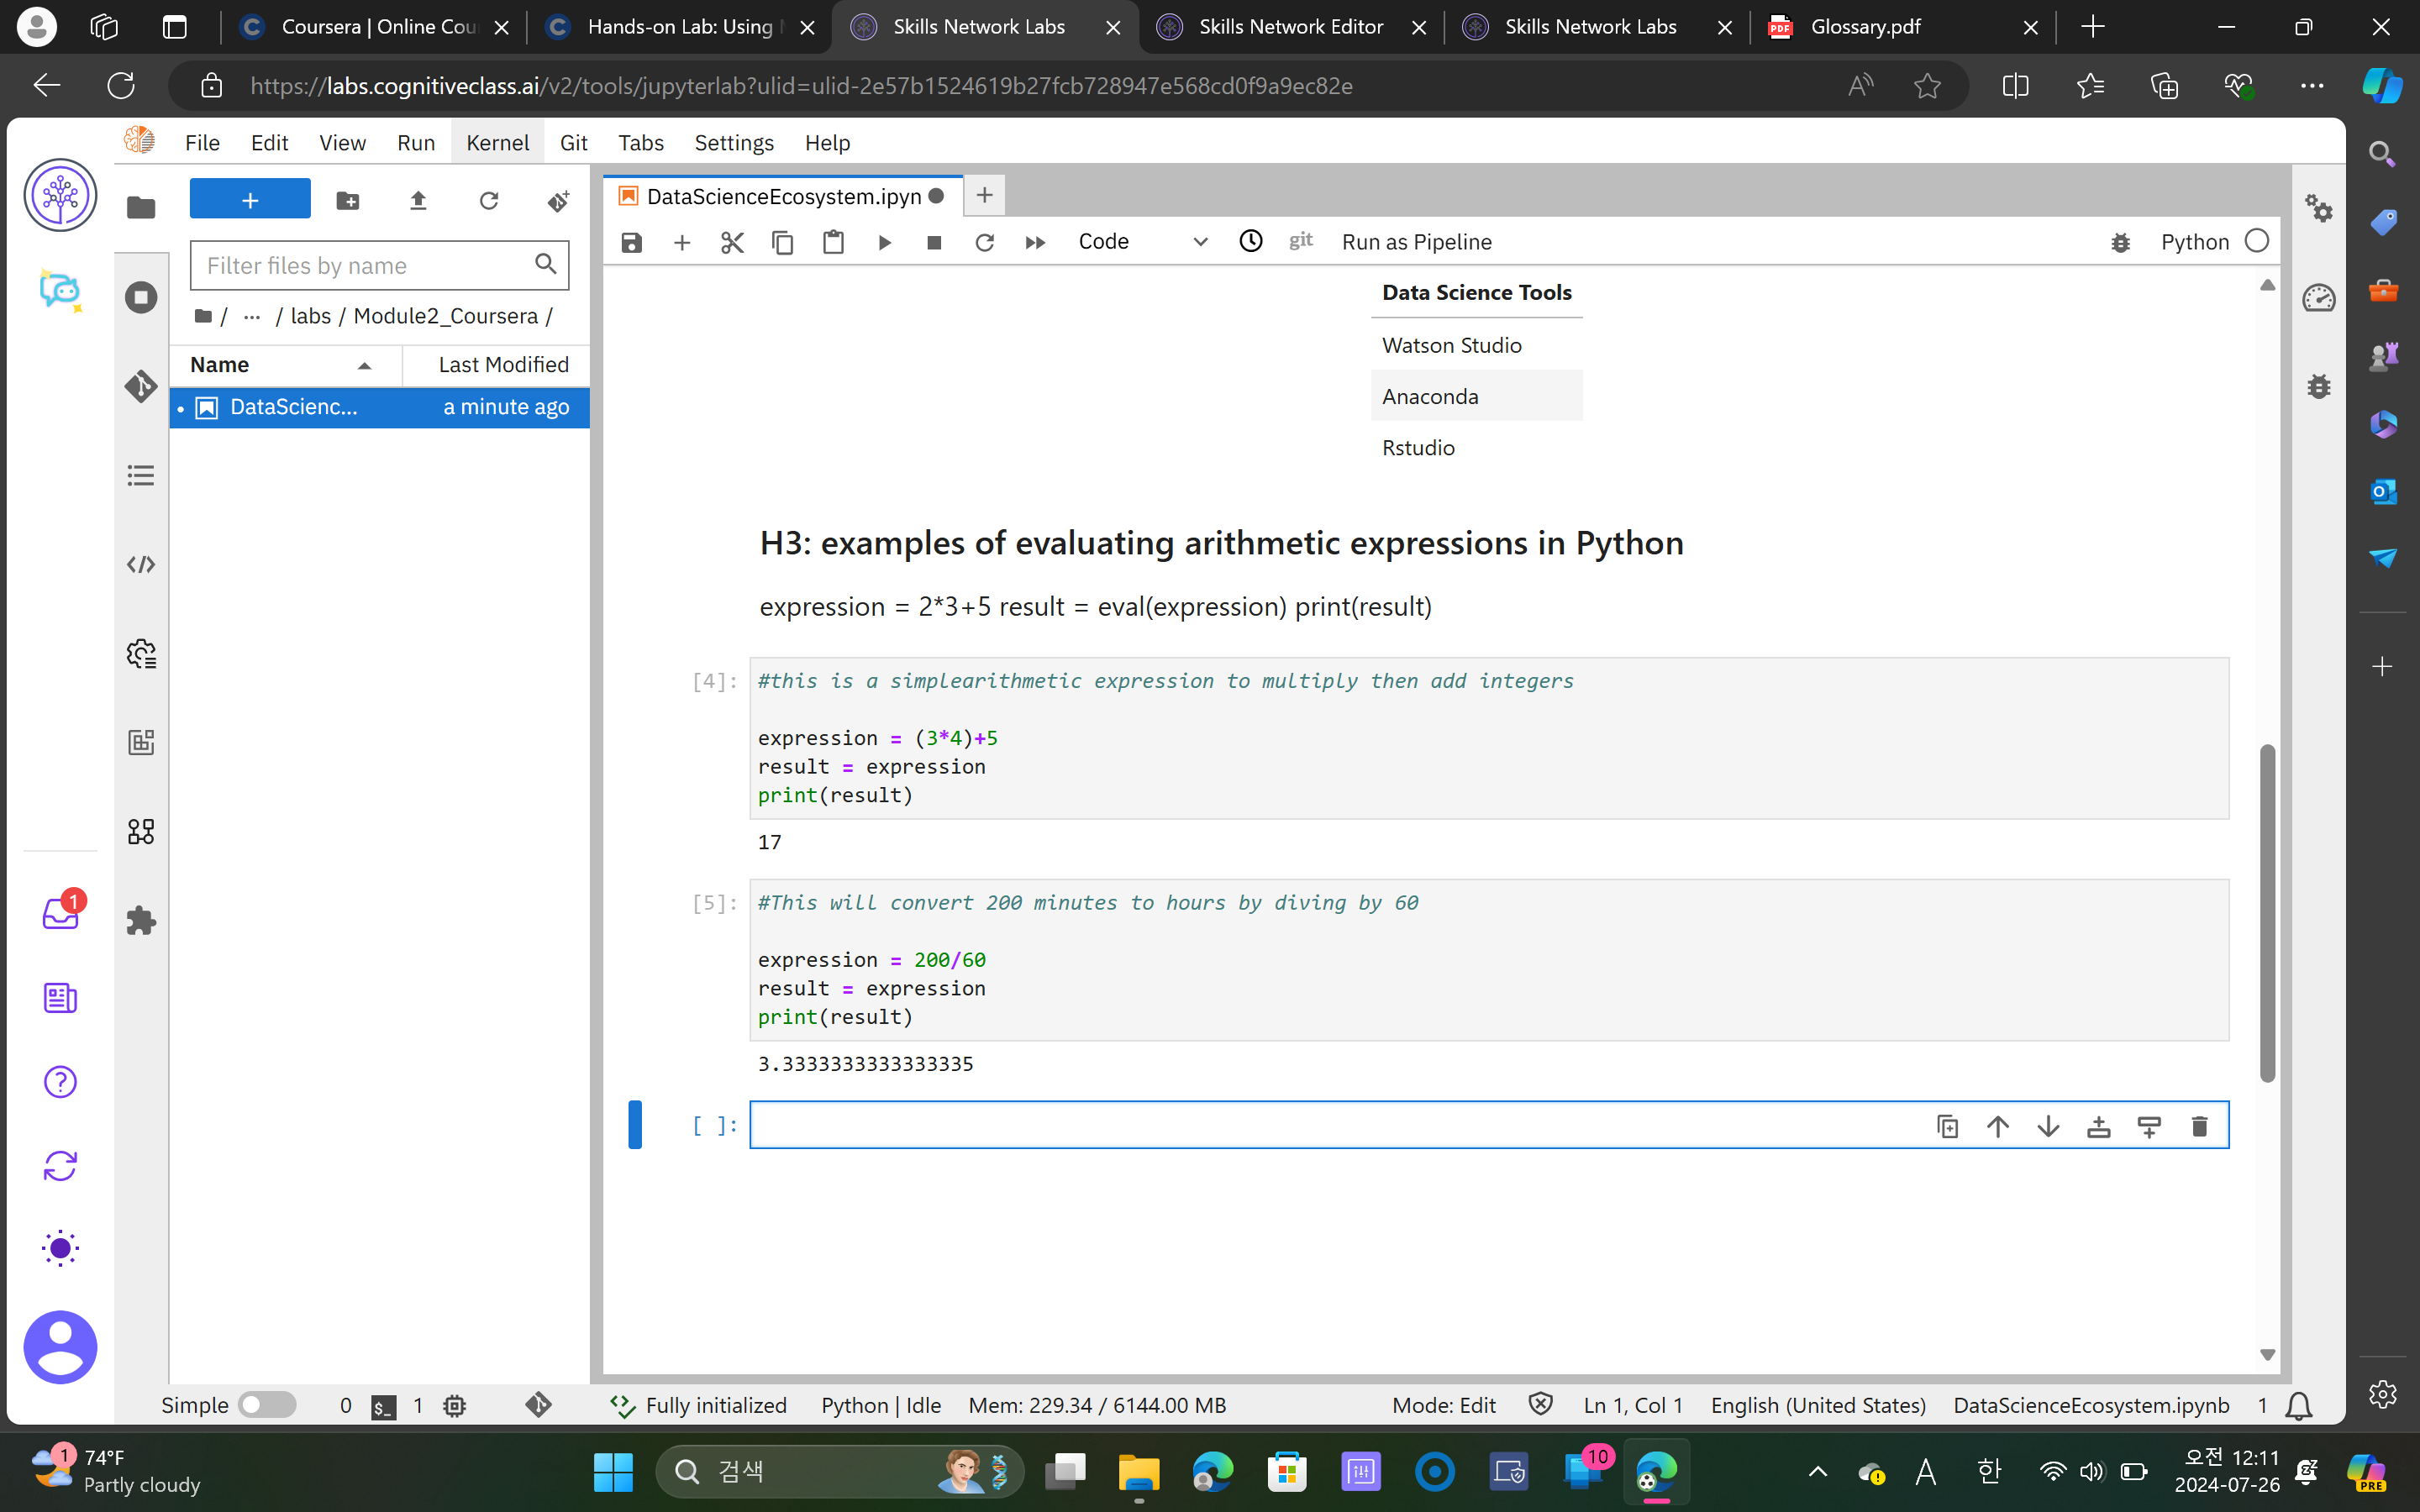 Coursera | Online Cou
Hands-on Lab: Using
Skills Network Labs
Skills Network Editor
Skills Network Labs
Glossary.pdf
https://labs.cognitiveclass.ai/v2/tools/jupyterlab?ulid=ulid-2e57b1524619b27fcb728947e568cd0f9a9ec82e
File Edit View Run Kernel Git Tabs Settings Help
DataScienceEcosystem.ipyn
Code
git
Run as Pipeline
Python
Filter files by name
/ ··· / labs / Module2_Coursera /
Name
Last Modified
DataScienc...
a minute ago
Data Science Tools
Watson Studio
Anaconda
Rstudio
H3: examples of evaluating arithmetic expressions in Python
expression = 2*3+5 result = eval(expression) print(result)
[4]:
#this is a simplearithmetic expression to multiply then add integers
expression = (3*4)+5
result = expression
print(result)
17
[5]:
#This will convert 200 minutes to hours by diving by 60
expression = 200/60
result = expression
print(result)
3.3333333333333335
[ ]:
1
Simple
0
$_
1
Fully initialized
Python | Idle
Mem: 229.34 / 6144.00 MB
Mode: Edit
Ln 1, Col 1
English (United States)
DataScienceEcosystem.ipynb
1
1
74°F
Partly cloudy
검색
10
A
한
오전 12:11
2024-07-26
PRE